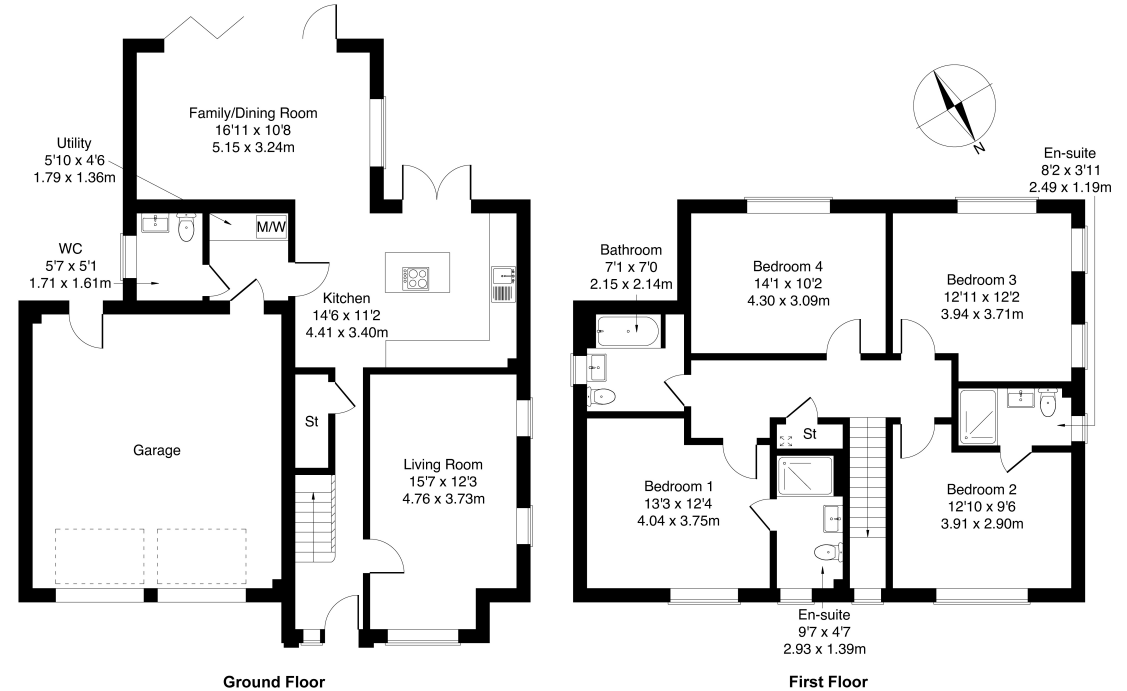 Family/Dining Room
16'11 x 10'8
5.15 x 3.24m
Utility
5'10 x 4'6
1.79 x 1.36m
M/W
WC
5'7 x 5'1
1.71 x 1.61m
Kitchen
14'6 x 11'2
4.41 x 3.40m
St
Garage
Living Room
15'7 x 12'3
4.76 x 3.73m
Ground Floor
N
En-suite
8'2 x 3'11
2.49 x 1.19m
Bathroom
7'1 x 7'0
2.15 x 2.14m
Bedroom 4
14'1 x 10'2
4.30 x 3.09m
Bedroom 3
12'11 x 12'2
3.94 x 3.71m
St
Bedroom 1
13'3 x 12'4
4.04 x 3.75m
Bedroom 2
12'10 x 9'6
3.91 x 2.90m
En-suite
9'7 x 4'7
2.93 x 1.39m
First Floor